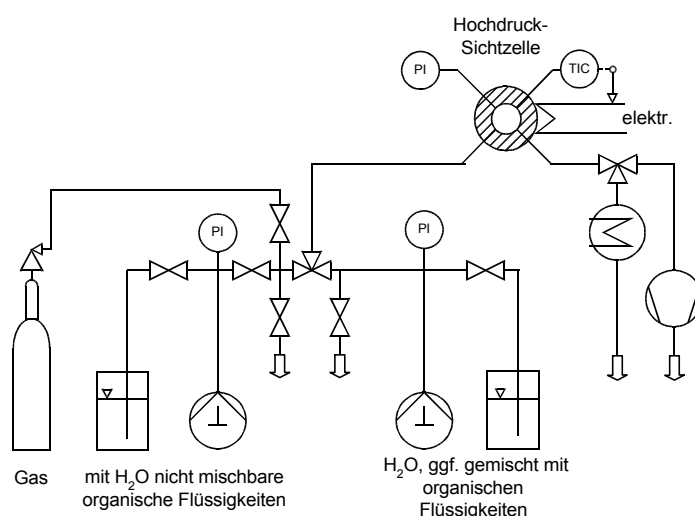 Hochdruck-
Sichtzelle
PI
TIC
elektr.
PI
PI
Gas
mit H₂O nicht mischbare
organische Flüssigkeiten
H₂O, ggf. gemischt mit
organischen
Flüssigkeiten